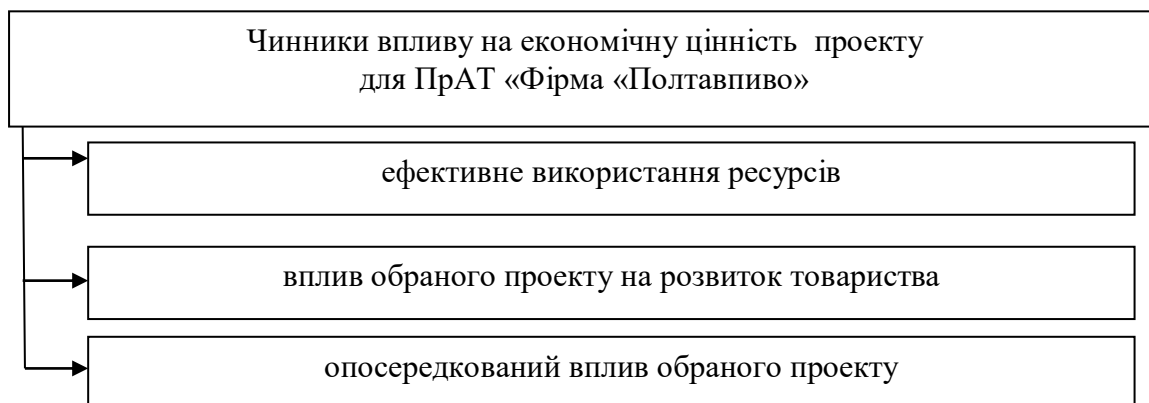 Чинники впливу на економічну цінність проекту
для ПрАТ «Фірма «Полтавпиво»
ефективне використання ресурсів
вплив обраного проекту на розвиток товариства
опосередкований вплив обраного проекту